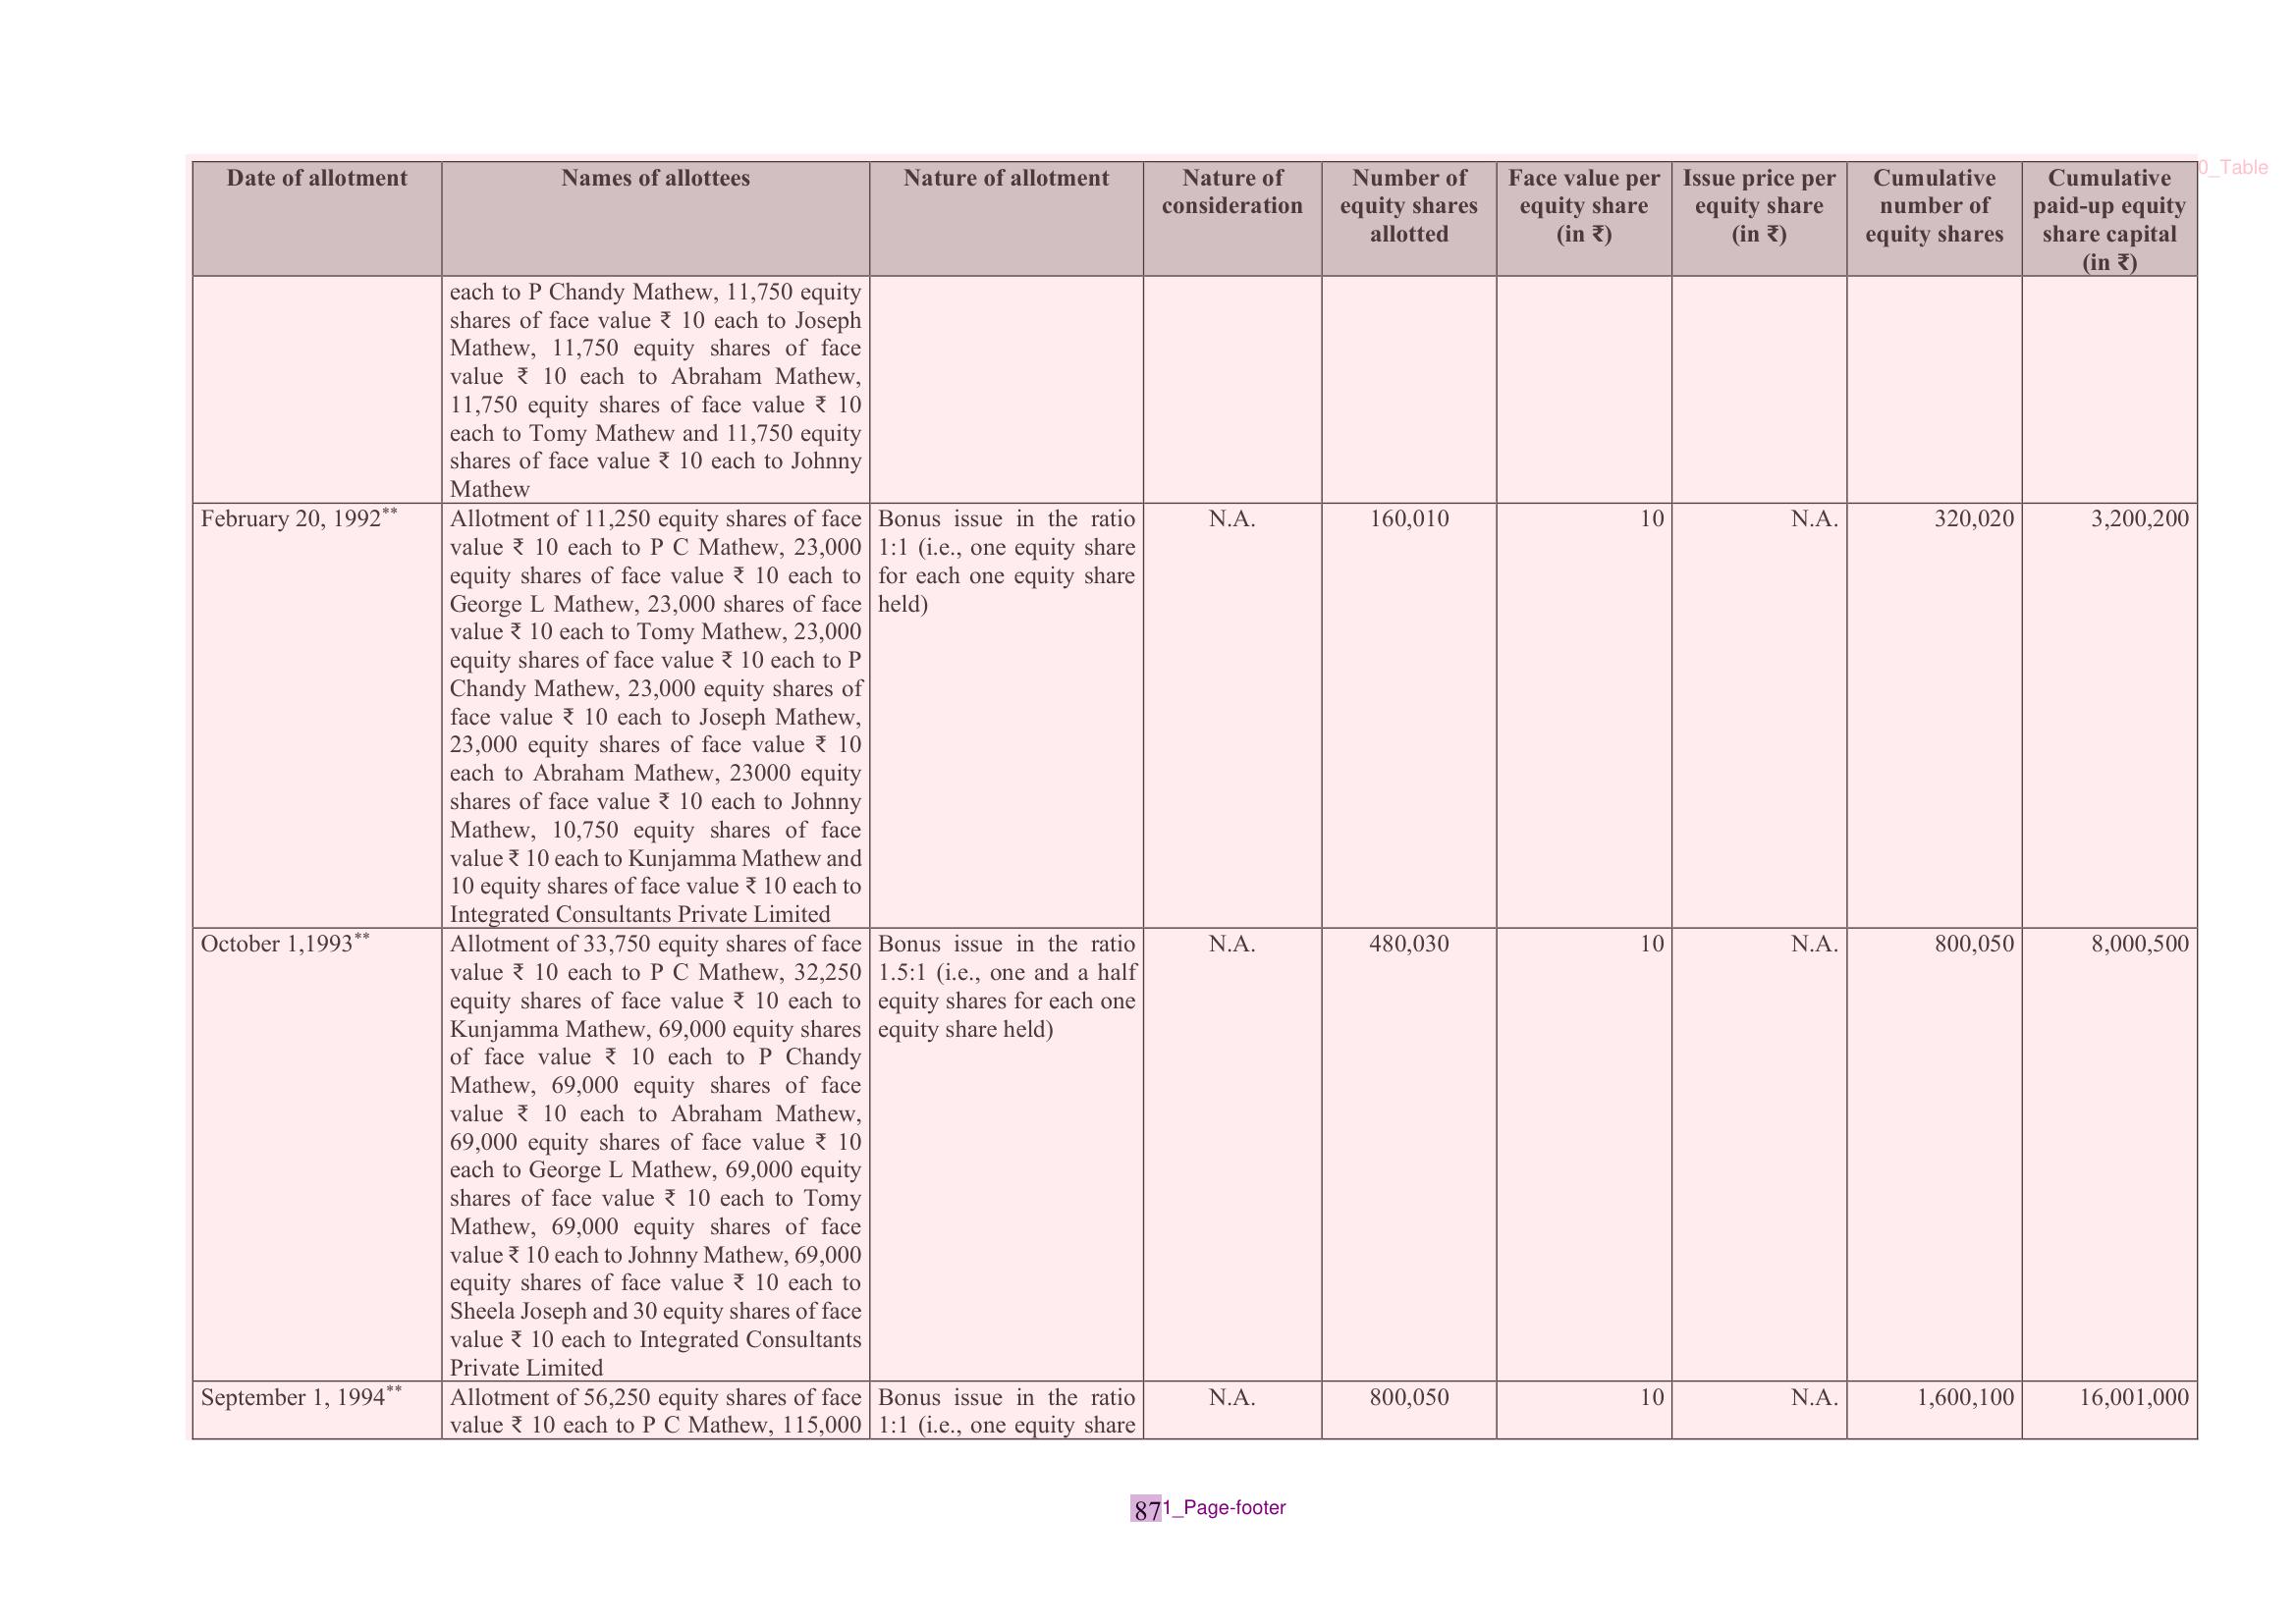 Date of allotment
Names of allottees
Nature of allotment
Nature of
consideration
Number of
equity shares
allotted
Face value per
equity share
(in ₹)
Issue price per
equity share
(in ₹)
Cumulative
number of
equity shares
Cumulative
paid-up equity
share capital
(in ₹)
0_Table
each to P Chandy Mathew, 11,750 equity
shares of face value ₹ 10 each to Joseph
Mathew, 11,750 equity shares of face
value ₹ 10 each to Abraham Mathew,
11,750 equity shares of face value ₹ 10
each to Tomy Mathew and 11,750 equity
shares of face value ₹ 10 each to Johnny
Mathew
February 20, 1992**
Allotment of 11,250 equity shares of face
value ₹ 10 each to P C Mathew, 23,000
equity shares of face value ₹ 10 each to
George L Mathew, 23,000 shares of face
value ₹ 10 each to Tomy Mathew, 23,000
equity shares of face value ₹ 10 each to P
Chandy Mathew, 23,000 equity shares of
face value ₹ 10 each to Joseph Mathew,
23,000 equity shares of face value ₹ 10
each to Abraham Mathew, 23000 equity
shares of face value ₹ 10 each to Johnny
Mathew, 10,750 equity shares of face
value ₹ 10 each to Kunjamma Mathew and
10 equity shares of face value ₹ 10 each to
Integrated Consultants Private Limited
Bonus issue in the ratio
1:1 (i.e., one equity share
for each one equity share
held)
N.A.
160,010
10
N.A.
320,020
3,200,200
October 1,1993**
Allotment of 33,750 equity shares of face
value ₹ 10 each to P C Mathew, 32,250
equity shares of face value ₹ 10 each to
Kunjamma Mathew, 69,000 equity shares
of face value ₹ 10 each to P Chandy
Mathew, 69,000 equity shares of face
value ₹ 10 each to Abraham Mathew,
69,000 equity shares of face value ₹ 10
each to George L Mathew, 69,000 equity
shares of face value ₹ 10 each to Tomy
Mathew, 69,000 equity shares of face
value ₹ 10 each to Johnny Mathew, 69,000
equity shares of face value ₹ 10 each to
Sheela Joseph and 30 equity shares of face
value ₹ 10 each to Integrated Consultants
Private Limited
Bonus issue in the ratio
1.5:1 (i.e., one and a half
equity shares for each one
equity share held)
N.A.
480,030
10
N.A.
800,050
8,000,500
September 1, 1994**
Allotment of 56,250 equity shares of face
value ₹ 10 each to P C Mathew, 115,000
Bonus issue in the ratio
1:1 (i.e., one equity share
N.A.
800,050
10
N.A.
1,600,100
16,001,000
87
1_Page-footer